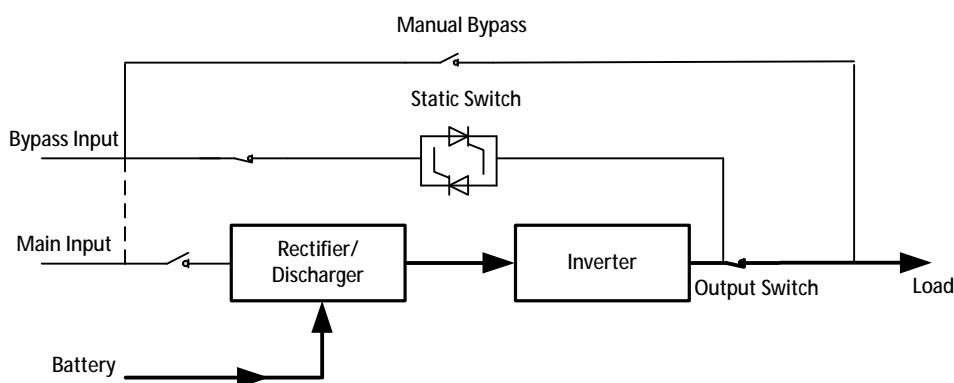 Manual Bypass
Static Switch
Bypass Input
Main Input
Rectifier/
Discharger
Inverter
Output Switch
Load
Battery